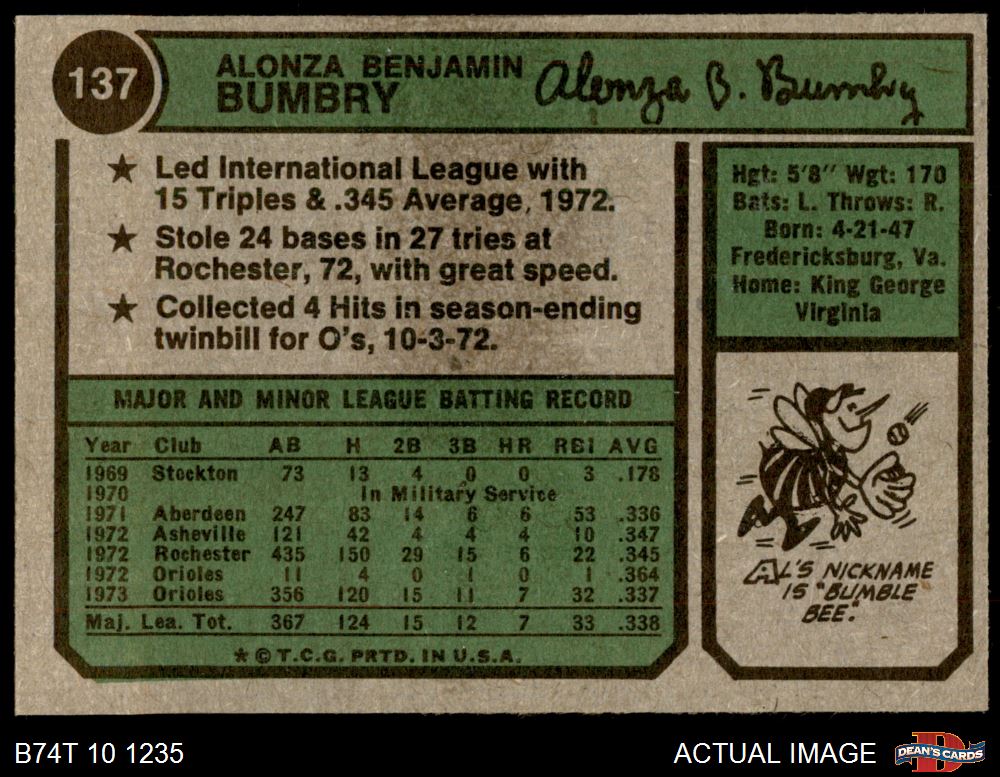 137
ALONZA BENJAMIN
BUMBRY
Alonza B. Bumbry
★ Led International League with
15 Triples & .345 Average, 1972.
★ Stole 24 bases in 27 tries at
Rochester, 72, with great speed.
★ Collected 4 Hits in season-ending
twinbill for O's, 10-3-72.
Hgt: 5'8" Wgt: 170
Bats: L. Throws: R.
Born: 4-21-47
Fredericksburg, Va.
Home: King George
Virginia
MAJOR AND MINOR LEAGUE BATTING RECORD
Year Club AB H 2B 3B HR RBI AVG
1969 Stockton 73 13 4 0 0 3 .178
1970 In Military Service
1971 Aberdeen 247 83 14 6 6 53 .336
1972 Asheville 121 42 4 4 4 10 .347
1972 Rochester 435 150 29 15 6 22 .345
1972 Orioles 11 4 0 1 0 1 .364
1973 Orioles 356 120 15 11 7 32 .337
Maj. Lea. Tot. 367 124 15 12 7 33 .338
★ © T.C.G. PRTD. IN U.S.A.
AL'S NICKNAME
IS "BUMBLE
BEE."
B74T 10 1235
ACTUAL IMAGE
D
DEAN'S CARDS